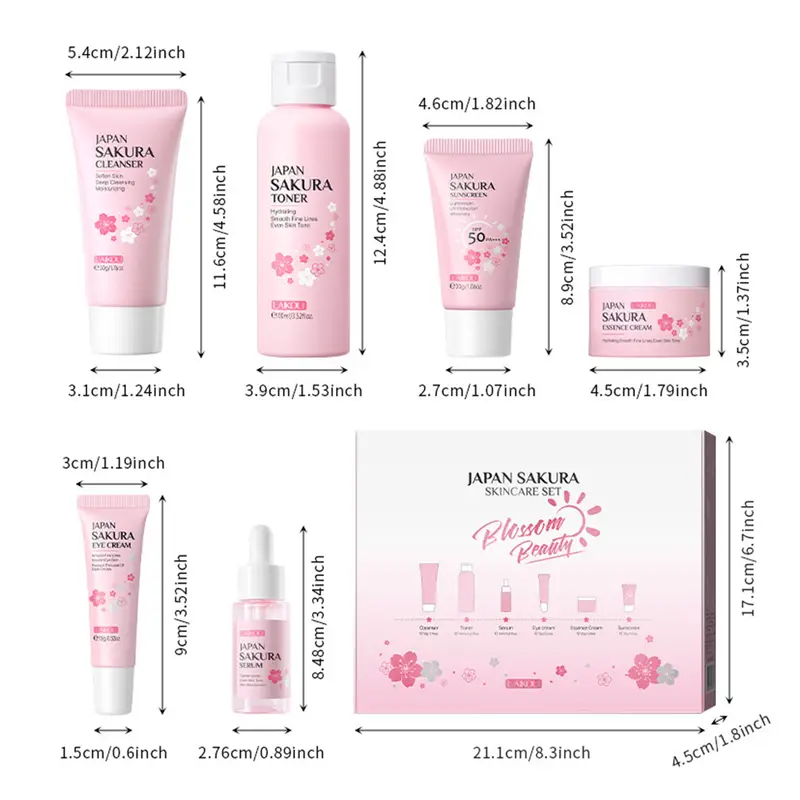 5.4cm/2.12inch
JAPAN
SAKURA
CLEANSER
Soften Skin
Deep Cleansing
Moisturizing
LAIKOU
11.6cm/4.58inch
3.1cm/1.24inch
JAPAN
SAKURA
TONER
Hydrating
Smooth Fine Lines
Even Skin Tone
LAIKOU
12.4cm/4.88inch
3.9cm/1.53inch
4.6cm/1.82inch
JAPAN
SAKURA
SUNSCREEN
SPF
50
LAIKOU
8.9cm/3.52inch
2.7cm/1.07inch
JAPAN LAIKOU
SAKURA
ESSENCE CREAM
Hydrating Smooth Fine Lines Even Skin Tone
3.5cm/1.37inch
4.5cm/1.79inch
3cm/1.19inch
JAPAN
SAKURA
EYE CREAM
LAIKOU
9cm/3.52inch
1.5cm/0.6inch
LAIKOU
JAPAN
SAKURA
SERUM
8.48cm/3.34inch
2.76cm/0.89inch
JAPAN SAKURA
SKINCARE SET
Blossom
Beauty
Cleanser Toner Serum Eye cream Essence Cream Sunscreen
LAIKOU
17.1cm/6.7inch
21.1cm/8.3inch
4.5cm/1.8inch